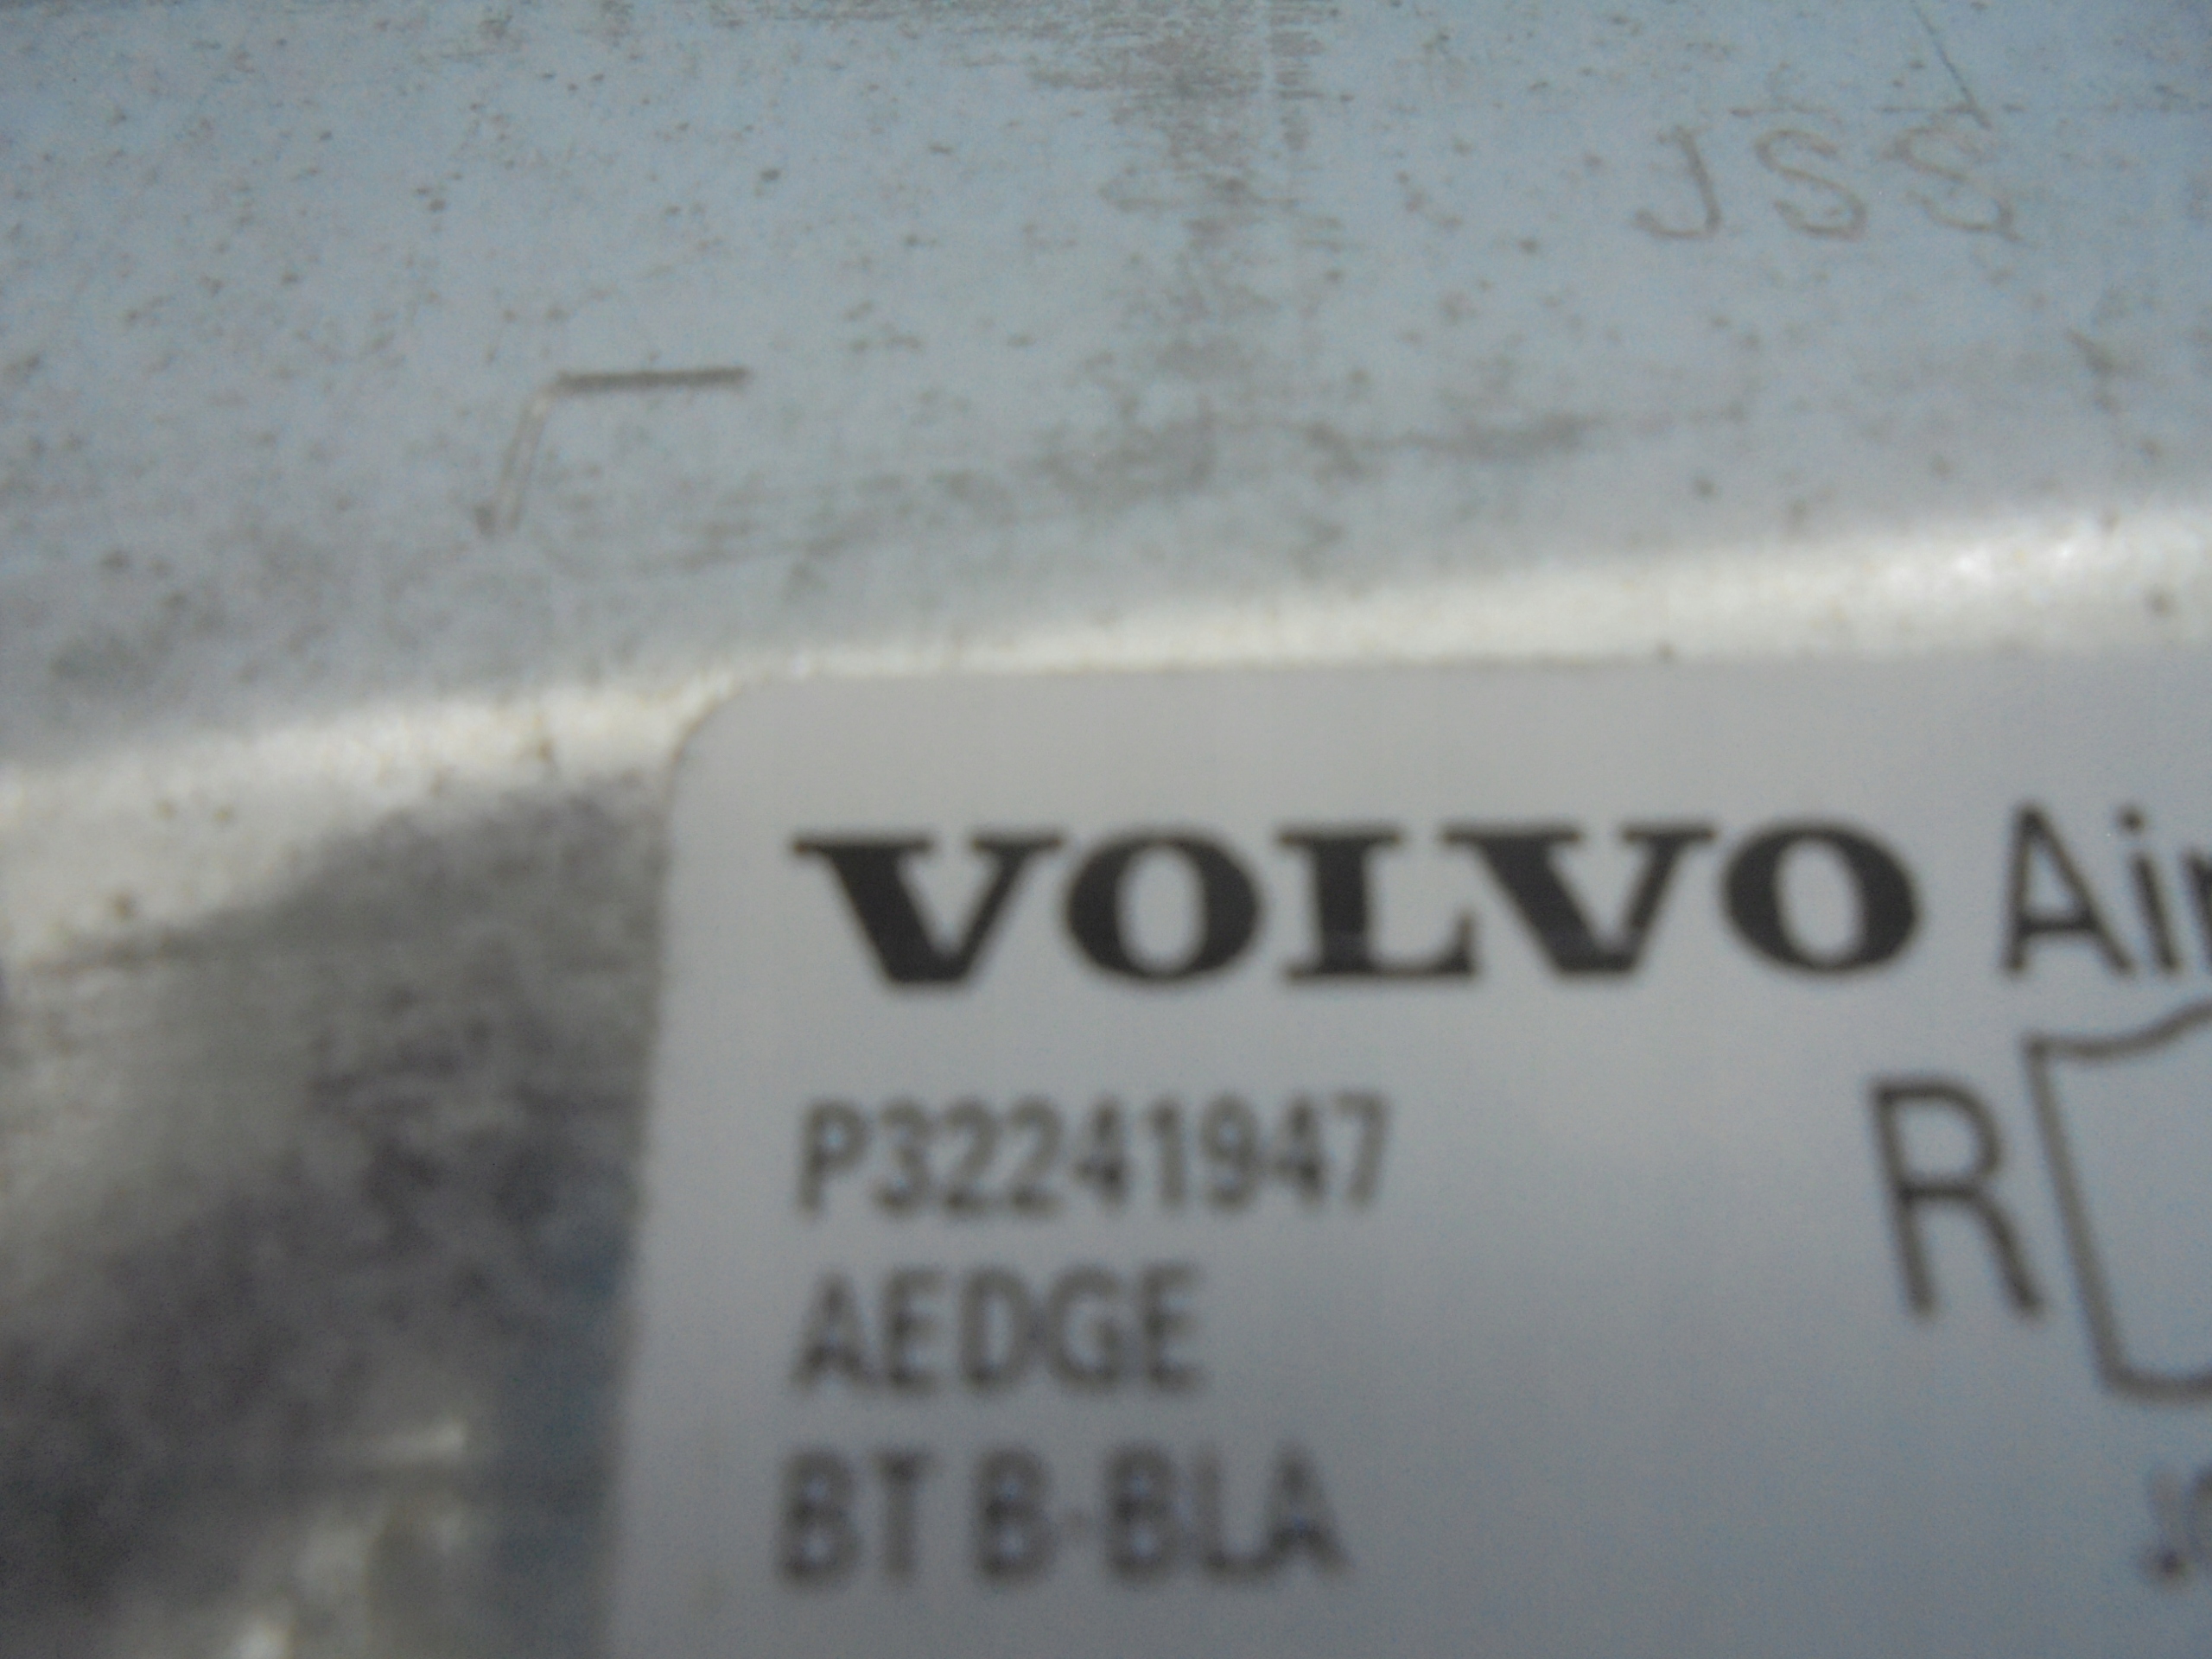 JSS
VOLVO
P32241947
R
AEDGE
BT B-BLA